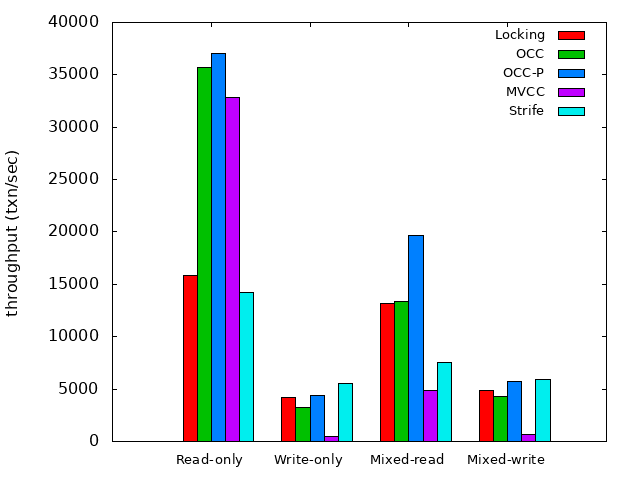 40000
35000
30000
25000
20000
15000
10000
5000
0
throughput (txn/sec)
Locking
OCC
OCC-P
MVCC
Strife
Read-only Write-only Mixed-read Mixed-write